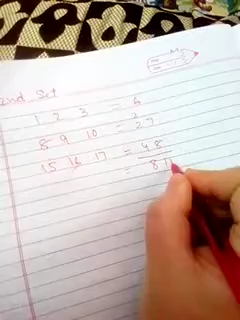 2nd Set
1 2 3 = 6
8 9 10 = 27
15 16 17 = 48
= 81